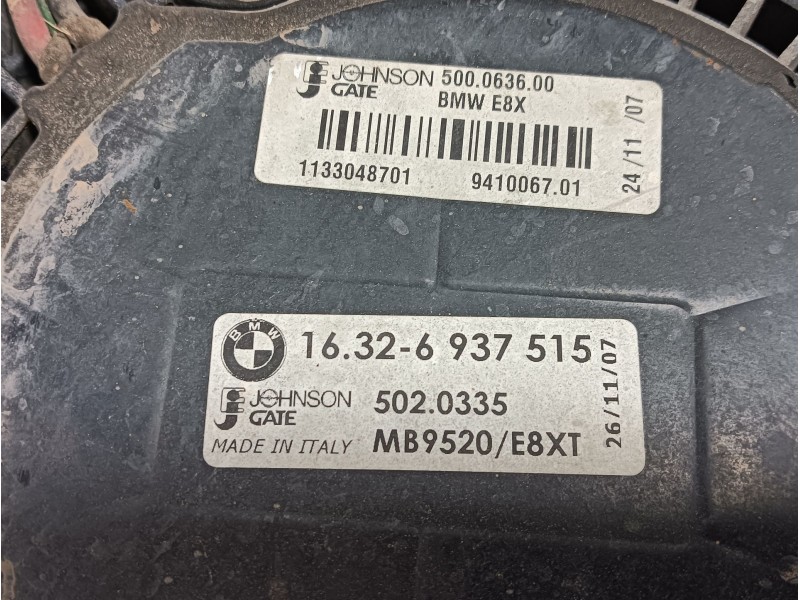 JOHNSON 500.0636.00
GATE BMW E8X
1133048701 9410067.01
24/11 /07
BMW 16.32-6 937 515
JOHNSON 502.0335
GATE
MADE IN ITALY MB9520/E8XT
26/11/07